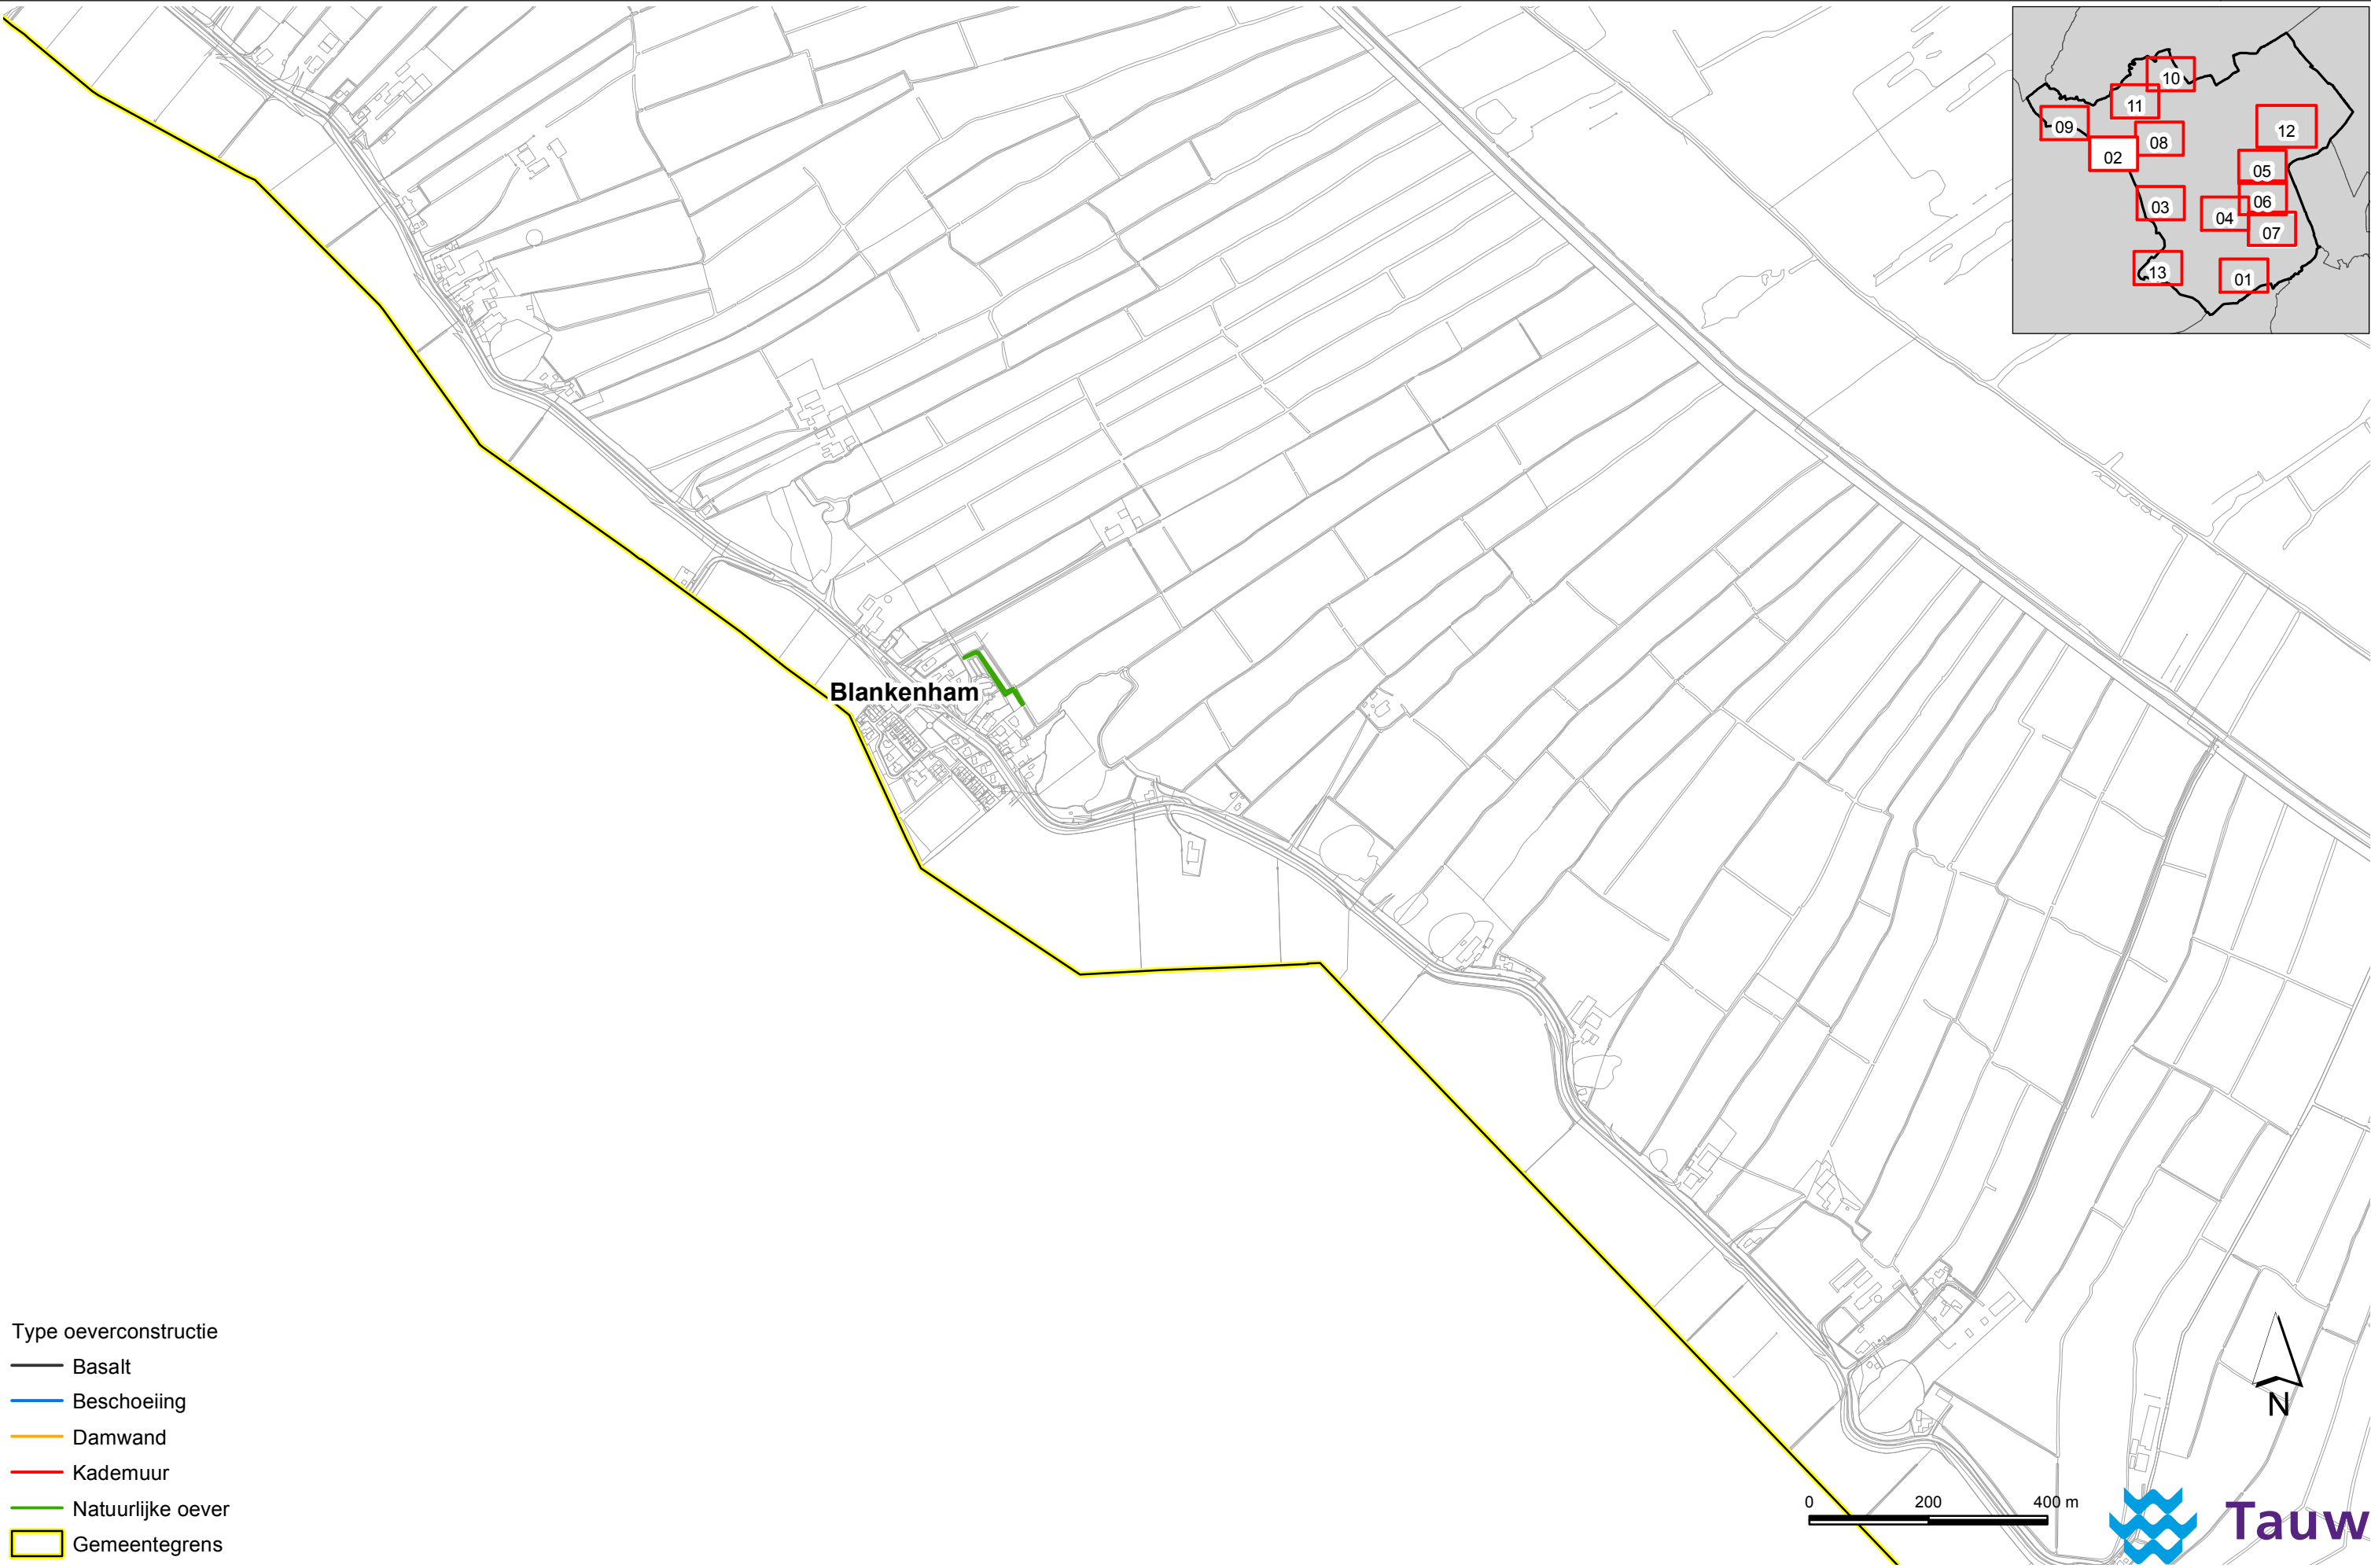 10
11
09
12
08
02
05
03
06
04
07
13
01
Blankenham
Type oeverconstructie
Basalt
Beschoeiing
Damwand
Kademuur
Natuurlijke oever
Gemeentegrens
N
0 200 400 m
Tauw